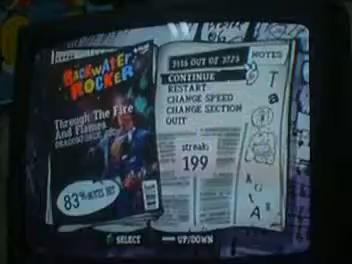 BACKWATER
ROCKER
Through The Fire
And Flames
83% NOTES HIT
3116 OUT OF 3723
NOTES
CONTINUE
RESTART
CHANGE SPEED
CHANGE SECTION
QUIT
streak:
199
SELECT
UP/DOWN